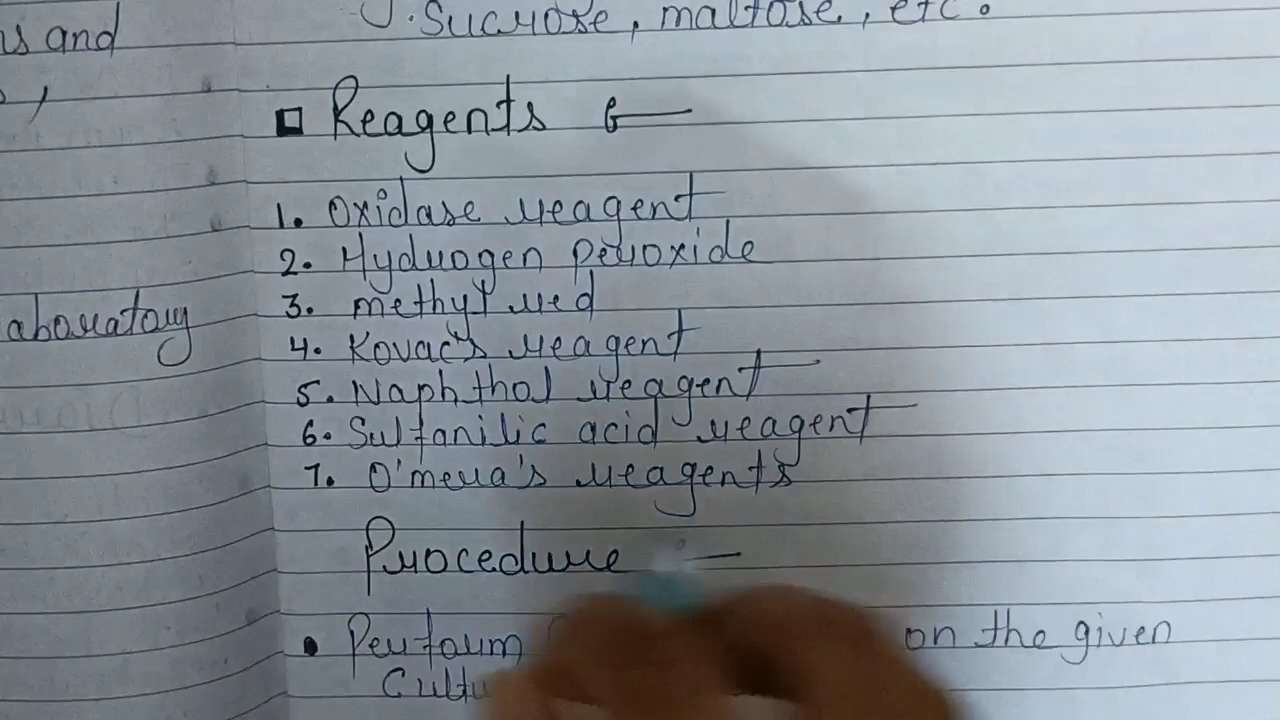 s and
J. Sucrose, maltose, etc.
Reagents :-
1. Oxidase reagent
2. Hydrogen peroxide
3. methyl red
aboratory
4. Kovac's reagent
5. Naphthol reagent
6. Sulfanilic acid reagent
7. O'mera's reagents
Procedure :-
• Perform on the given
Cultu